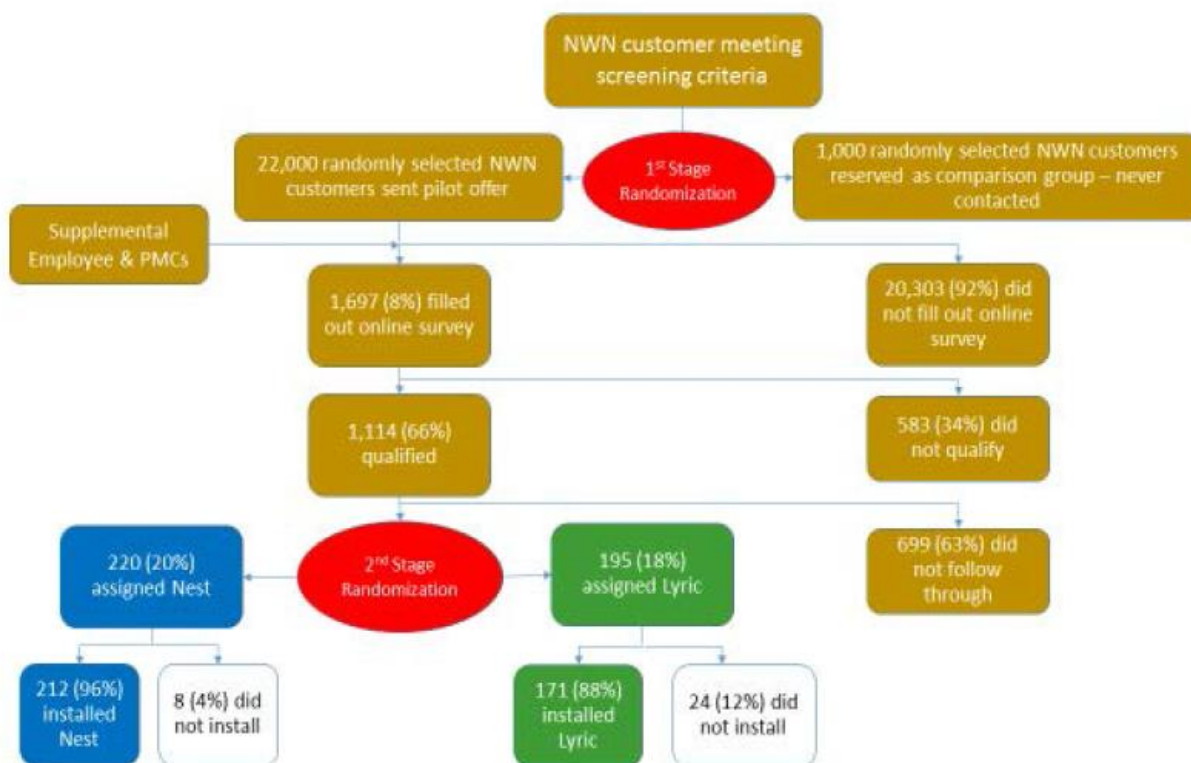 NWN customer meeting
screening criteria
22,000 randomly selected NWN
customers sent pilot offer
1st Stage
Randomization
1,000 randomly selected NWN customers
reserved as comparison group – never
contacted
Supplemental
Employee & PMCs
1,697 (8%) filled
out online survey
20,303 (92%) did
not fill out online
survey
1,114 (66%)
qualified
583 (34%) did
not qualify
220 (20%)
assigned Nest
2nd Stage
Randomization
195 (18%)
assigned Lyric
699 (63%) did
not follow
through
212 (96%)
installed
Nest
8 (4%) did
not install
171 (88%)
installed
Lyric
24 (12%) did
not install